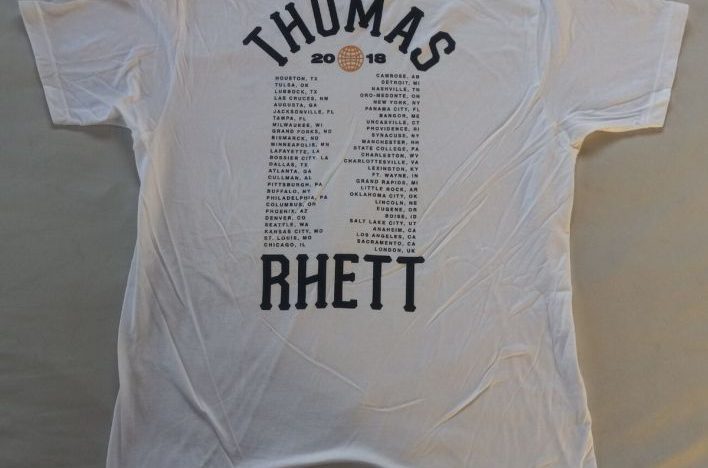 THOMAS
20 18
HOUSTON, TX
TULSA, OK
LUBBOCK, TX
LAS CRUCES, NM
AUGUSTA, GA
JACKSONVILLE, FL
TAMPA, FL
MILWAUKEE, WI
GRAND FORKS, ND
BISMARCK, ND
MINNEAPOLIS, MN
LAFAYETTE, LA
BOSSIER CITY, LA
DALLAS, TX
ATLANTA, GA
CULLMAN, AL
PITTSBURGH, PA
BUFFALO, NY
PHILADELPHIA, PA
COLUMBUS, OH
PHOENIX, AZ
DENVER, CO
SEATTLE, WA
KANSAS CITY, MO
ST. LOUIS, MO
CHICAGO, IL
CAMROSE, AB
DETROIT, MI
NASHVILLE, TN
ORO-MEDONTE, ON
NEW YORK, NY
PANAMA CITY, FL
BANGOR, ME
UNCASVILLE, CT
PROVIDENCE, RI
SYRACUSE, NY
MANCHESTER, NH
STATE COLLEGE, PA
CHARLESTON, WV
CHARLOTTESVILLE, VA
LEXINGTON, KY
FT. WAYNE, IN
GRAND RAPIDS, MI
LITTLE ROCK, AR
OKLAHOMA CITY, OK
LINCOLN, NE
EUGENE, OR
BOISE, ID
SALT LAKE CITY, UT
ANAHEIM, CA
LOS ANGELES, CA
SACRAMENTO, CA
LONDON, UK
RHETT